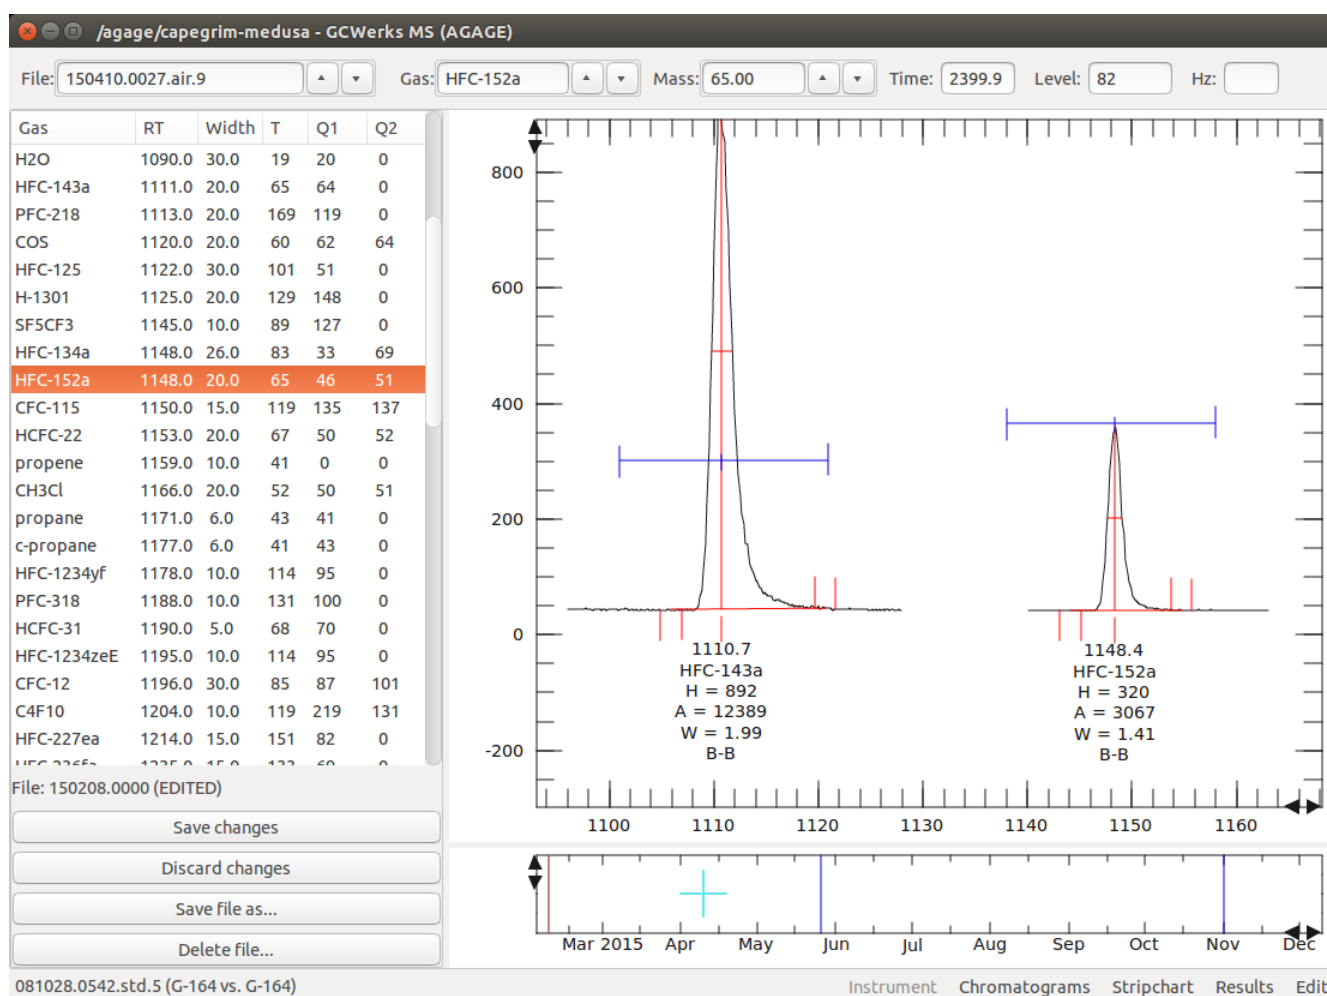 /agage/capegrim-medusa - GCWerks MS (AGAGE)
File: 150410.0027.air.9 Gas: HFC-152a Mass: 65.00 Time: 2399.9 Level: 82 Hz:
Gas RT Width T Q1 Q2
H2O 1090.0 30.0 19 20 0
HFC-143a 1111.0 20.0 65 64 0
PFC-218 1113.0 20.0 169 119 0
COS 1120.0 20.0 60 62 64
HFC-125 1122.0 30.0 101 51 0
H-1301 1125.0 20.0 129 148 0
SF5CF3 1145.0 10.0 89 127 0
HFC-134a 1148.0 26.0 83 33 69
HFC-152a 1148.0 20.0 65 46 51
CFC-115 1150.0 15.0 119 135 137
HCFC-22 1153.0 20.0 67 50 52
propene 1159.0 10.0 41 0 0
CH3Cl 1166.0 20.0 52 50 51
propane 1171.0 6.0 43 41 0
c-propane 1177.0 6.0 41 43 0
HFC-1234yf 1178.0 10.0 114 95 0
PFC-318 1188.0 10.0 131 100 0
HCFC-31 1190.0 5.0 68 70 0
HFC-1234zeE 1195.0 10.0 114 95 0
CFC-12 1196.0 30.0 85 87 101
C4F10 1204.0 10.0 119 219 131
HFC-227ea 1214.0 15.0 151 82 0
File: 150208.0000 (EDITED)
Save changes
Discard changes
Save file as...
Delete file...
800
600
400
200
0
-200
1110.7
HFC-143a
H = 892
A = 12389
W = 1.99
B-B
1148.4
HFC-152a
H = 320
A = 3067
W = 1.41
B-B
1100 1110 1120 1130 1140 1150 1160
Mar 2015 Apr May Jun Jul Aug Sep Oct Nov Dec
081028.0542.std.5 (G-164 vs. G-164)
Instrument Chromatograms Stripchart Results Edit